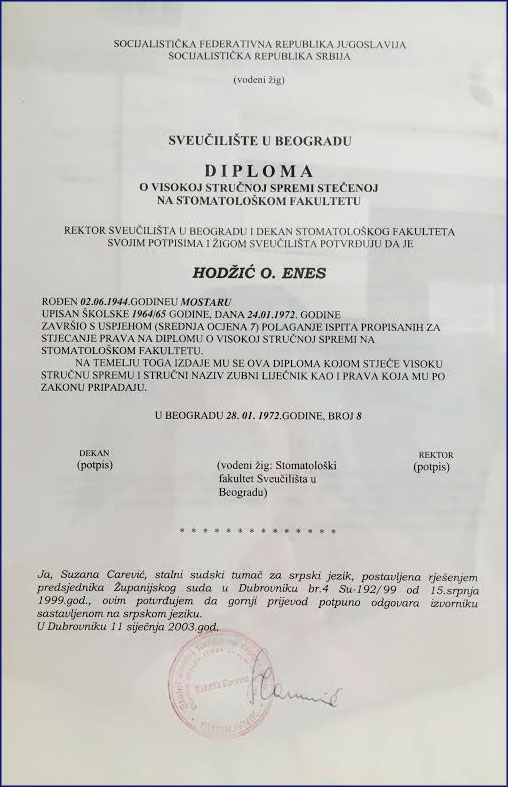 SOCIJALISTIČKA FEDERATIVNA REPUBLIKA JUGOSLAVIJA
SOCIJALISTIČKA REPUBLIKA SRBIJA
(vodeni žig)
SVEUČILIŠTE U BEOGRADU
DIPLOMA
O VISOKOJ STRUČNOJ SPREMI STEČENOJ
NA STOMATOLOŠKOM FAKULTETU
REKTOR SVEUČILIŠTA U BEOGRADU I DEKAN STOMATOLOŠKOG FAKULTETA
SVOJIM POTPISIMA I ŽIGOM SVEUČILIŠTA POTVRĐUJU DA JE
HODŽIĆ O. ENES
ROĐEN 02.06.1944.GODINEU MOSTARU
UPISAN ŠKOLSKE 1964/65 GODINE, DANA 24.01.1972. GODINE
ZAVRŠIO S USPJEHOM (SREDNJA OCJENA 7) POLAGANJE ISPITA PROPISANIH ZA
STJECANJE PRAVA NA DIPLOMU O VISOKOJ STRUČNOJ SPREMI NA
STOMATOLOŠKOM FAKULTETU.
NA TEMELJU TOGA IZDAJE MU SE OVA DIPLOMA KOJOM STJEČE VISOKU
STRUČNU SPREMU I STRUČNI NAZIV ZUBNI LIJEČNIK KAO I PRAVA KOJA MU PO
ZAKONU PRIPADAJU.
U BEOGRADU 28. 01. 1972.GODINE, BROJ 8
DEKAN REKTOR
(potpis) (vodeni žig: Stomatološki (potpis)
fakultet Sveučilišta u
Beogradu)
* * * * * * * * * * * * * *
Ja, Suzana Carević, stalni sudski tumač za srpski jezik, postavljena rješenjem
predsjednika Županijskog suda u Dubrovniku br.4 Su-192/99 od 15.srpnja
1999.god., ovim potvrđujem da gornji prijevod potpuno odgovara izvorniku
sastavljenom na srpskom jeziku.
U Dubrovniku 11 siječnja 2003.god.
Suzana Carević
DUBROVNIK